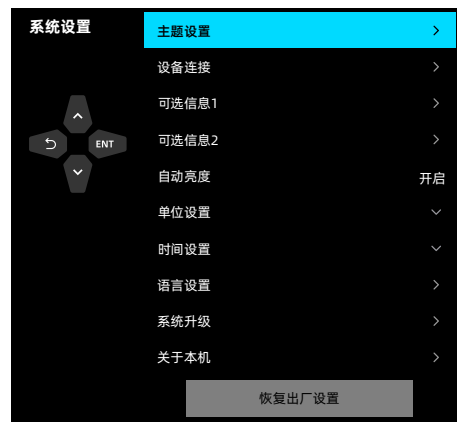 系统设置
主题设置
设备连接
可选信息1
可选信息2
ENT
自动亮度 开启
单位设置
时间设置
语言设置
系统升级
关于本机
恢复出厂设置